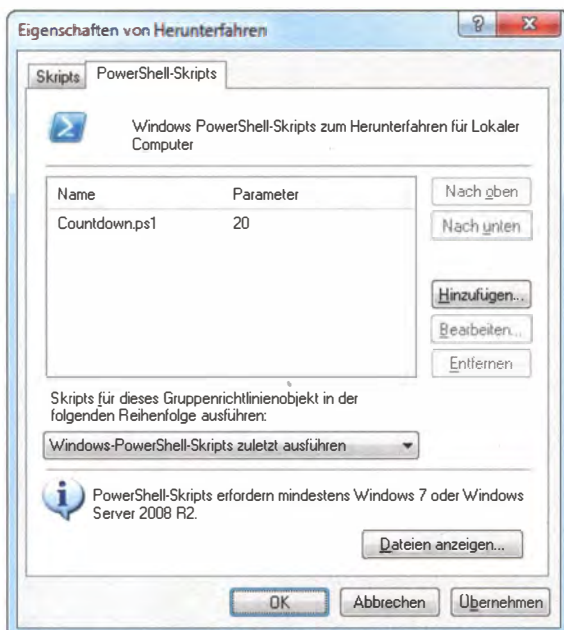 Eigenschaften von Herunterfahren
Skripts
PowerShell-Skripts
Windows PowerShell-Skripts zum Herunterfahren für Lokaler
Computer
Name Parameter
Countdown.ps1 20
Nach oben
Nach unten
Hinzufügen...
Bearbeiten...
Entfernen
Skripts für dieses Gruppenrichtlinienobjekt in der
folgenden Reihenfolge ausführen:
Windows-PowerShell-Skripts zuletzt ausführen
PowerShell-Skripts erfordern mindestens Windows 7 oder Windows
Server 2008 R2.
Dateien anzeigen...
OK Abbrechen Übernehmen